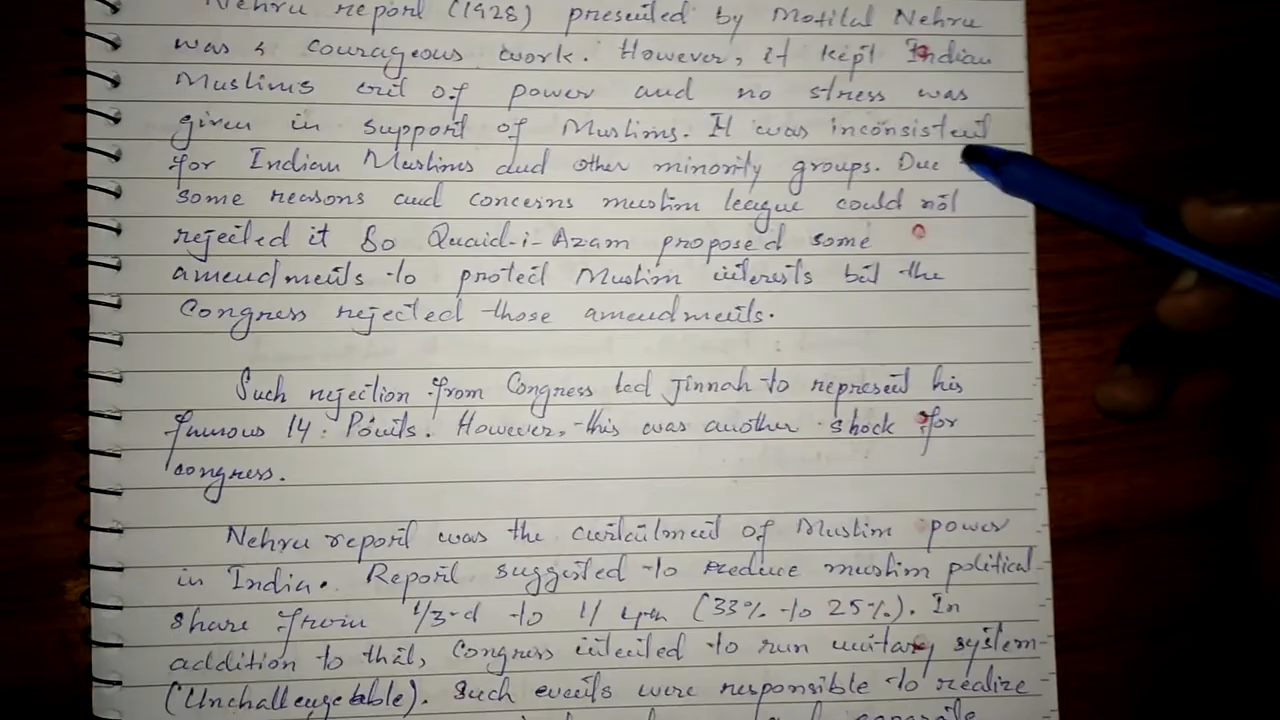 Nehru report (1928) presented by Motilal Nehru
was a courageous work. However, it kept Indian
Muslims out of power and no stress was
given in support of Muslims. It was inconsistent
for Indian Muslims and other minority groups. Due
some reasons and concerns muslim league could not
rejected it So Quaid-i-Azam proposed some
amendments to protect Muslim interests but the
Congress rejected those amendments.
Such rejection from Congress led Jinnah to represent his
famous 14 Points. However, this was another shock for
congress.
Nehru report was the curtailment of Muslim power
in India. Report suggested to reduce muslim political
share from 1/3rd to 1/4th (33% to 25%). In
addition to that, Congress intented to run unitary system
(Unchallengeable). Such events were responsible to realize
separate